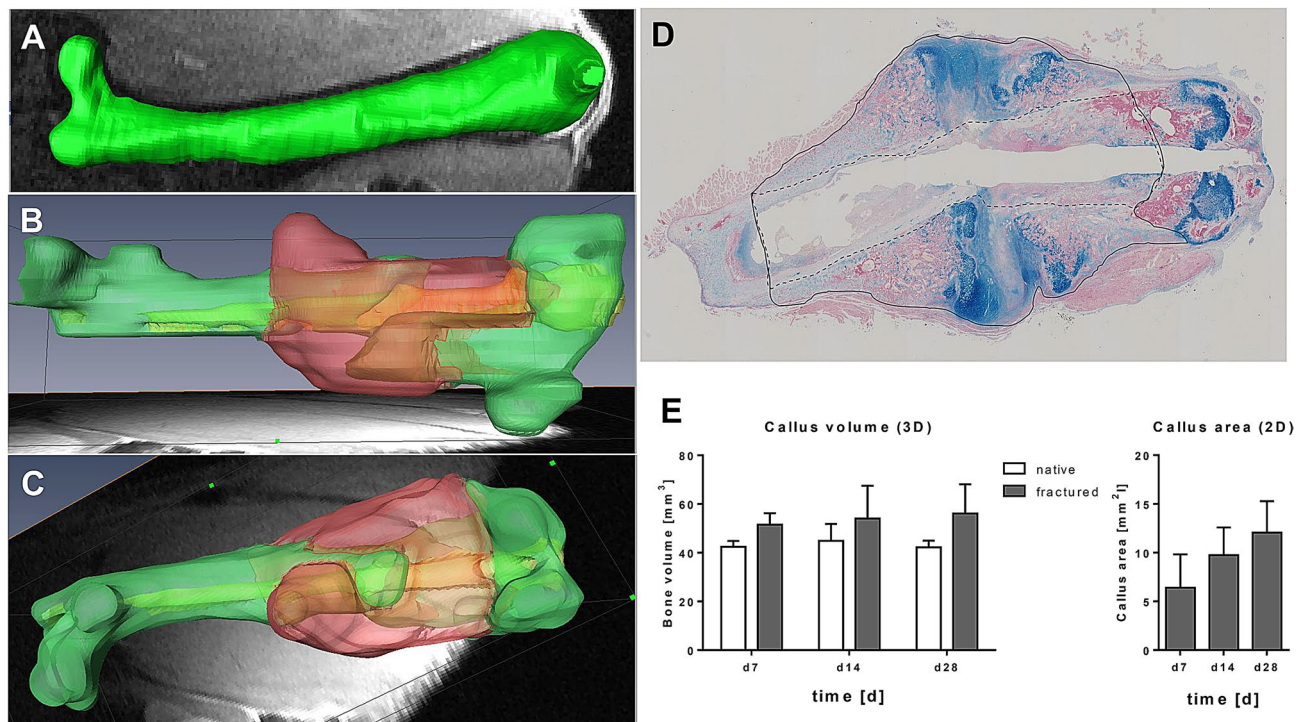 A
B
C
D
E
Callus volume (3D)
Bone volume [mm³]
80
60
40
20
0
d7
d14
d28
time [d]
native
fractured
Callus area (2D)
Callus area [mm²]
20
15
10
5
0
d7
d14
d28
time [d]